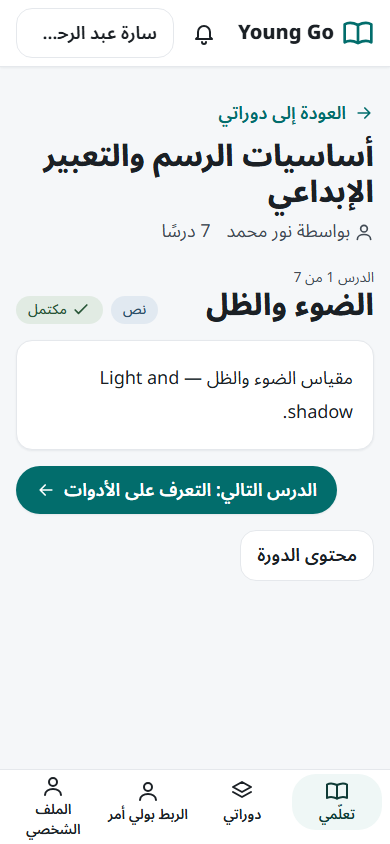 Young Go
سارة عبد الرحـ...
العودة إلى دوراتي
أساسيات الرسم والتعبير
الإبداعي
بواسطة نور محمد
7 درسًا
الدرس 1 من 7
الضوء والظل
نص
مكتمل
مقياس الضوء والظل — Light and
shadow.
الدرس التالي: التعرف على الأدوات
محتوى الدورة
تعلّمي
دوراتي
الربط بولي أمر
الملف
الشخصي